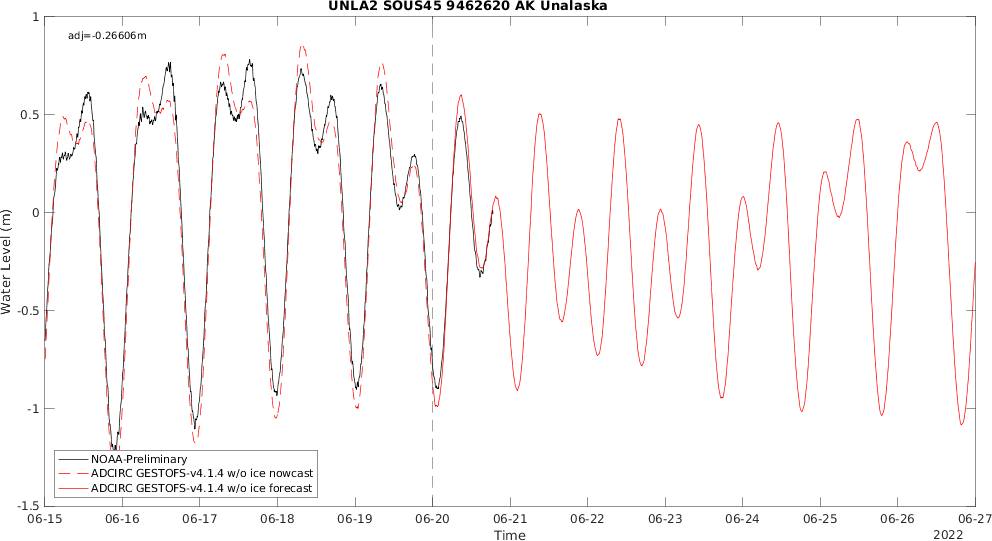 UNLA2 SOUS45 9462620 AK Unalaska
adj=-0.26606m
1
0.5
0
-0.5
-1
-1.5
Water Level (m)
NOAA-Preliminary
ADCIRC GESTOFS-v4.1.4 w/o ice nowcast
ADCIRC GESTOFS-v4.1.4 w/o ice forecast
06-15 06-16 06-17 06-18 06-19 06-20 06-21 06-22 06-23 06-24 06-25 06-26 06-27
Time
2022